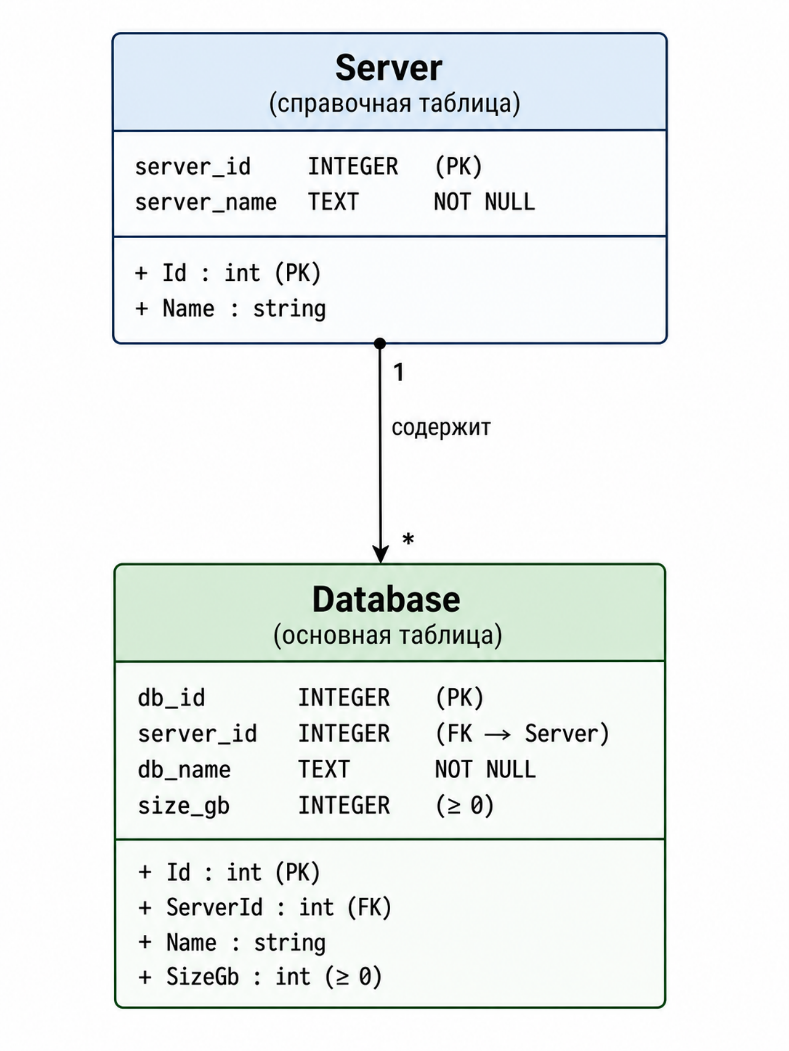 Server
(справочная таблица)
server_id INTEGER (PK)
server_name TEXT NOT NULL
+ Id : int (PK)
+ Name : string
1
содержит
*
Database
(основная таблица)
db_id INTEGER (PK)
server_id INTEGER (FK → Server)
db_name TEXT NOT NULL
size_gb INTEGER (≥ 0)
+ Id : int (PK)
+ ServerId : int (FK)
+ Name : string
+ SizeGb : int (≥ 0)